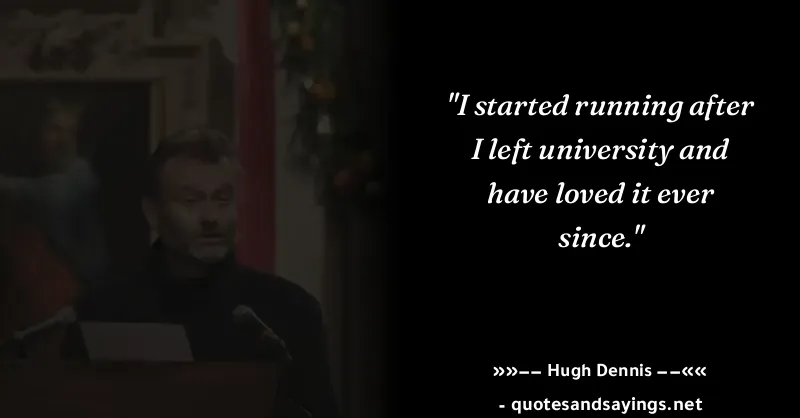 "I started running after
I left university and
have loved it ever
since."
»»−− Hugh Dennis −−««
- quotesandsayings.net